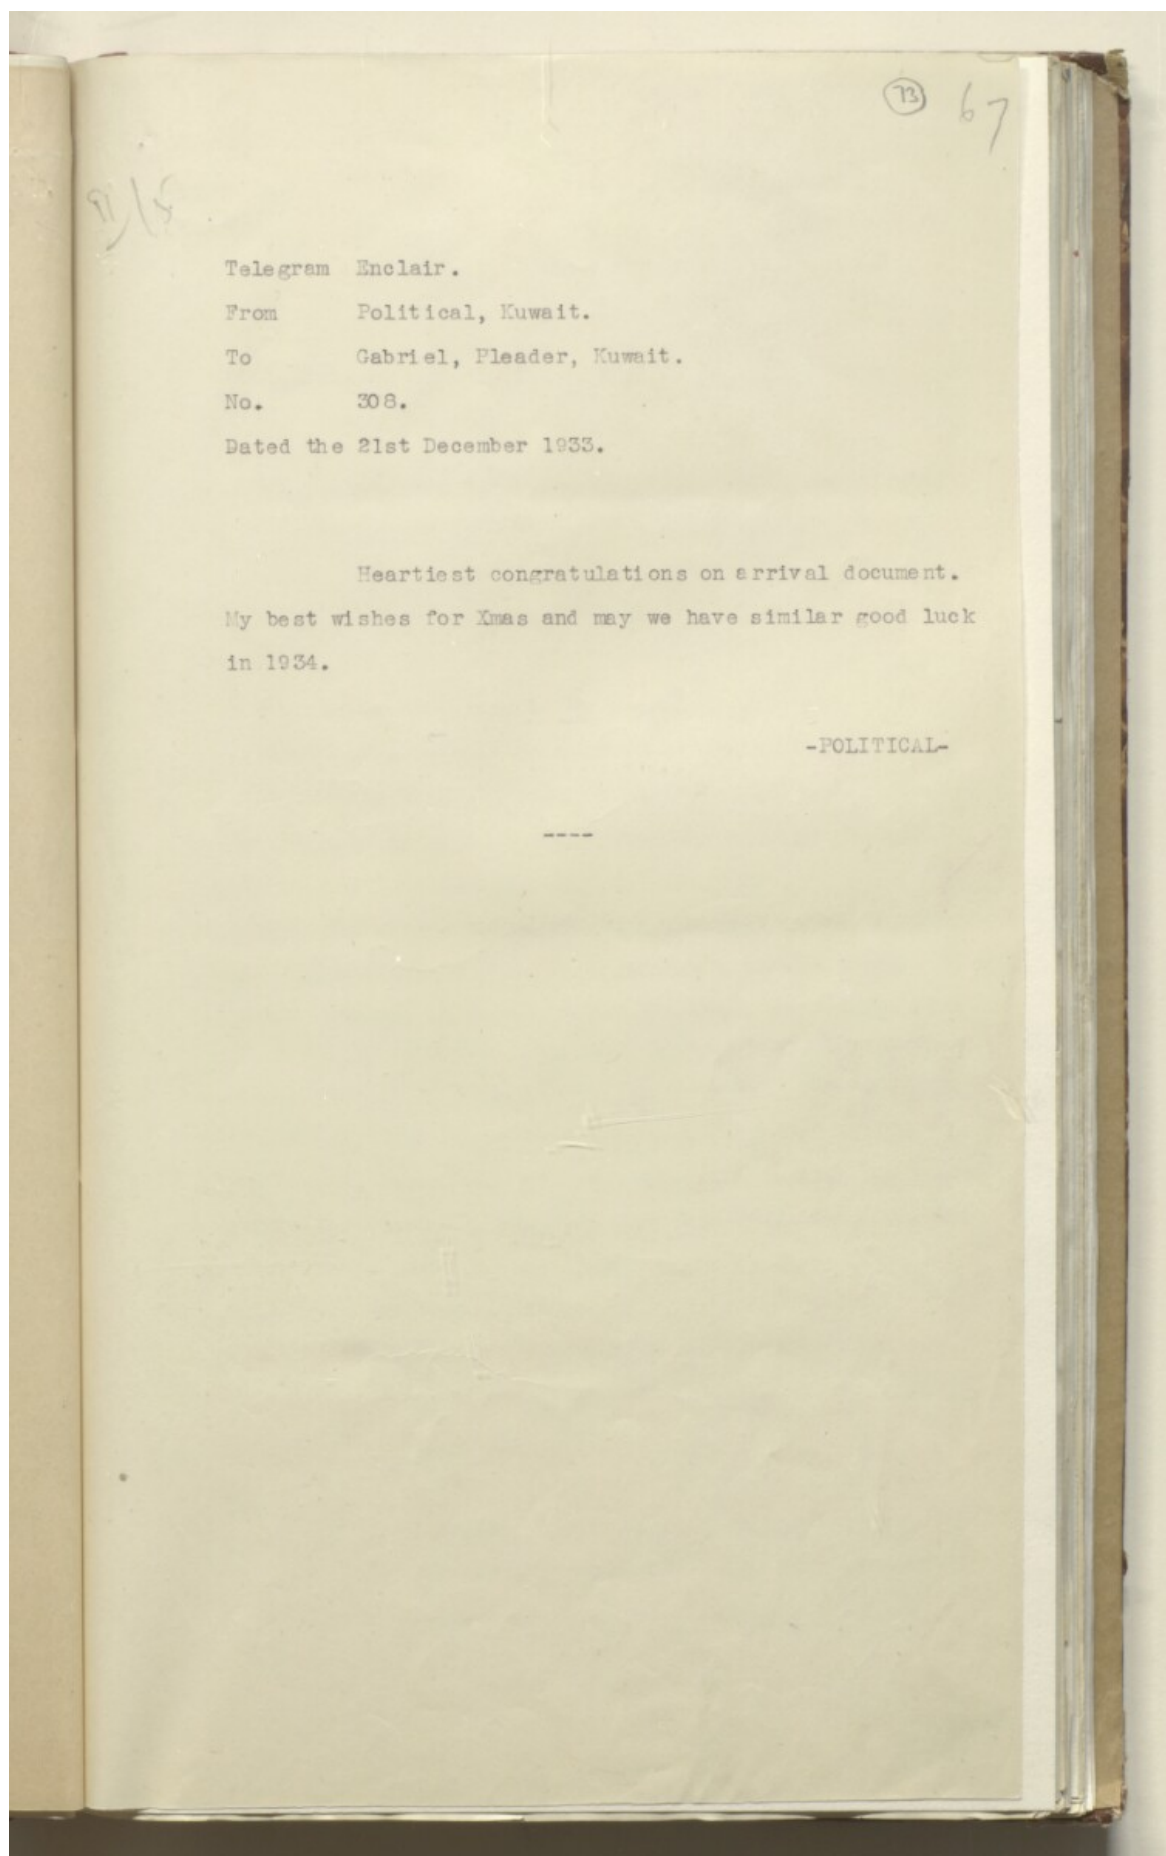 73 67
Telegram Enclair.
From Political, Kuwait.
To Gabriel, Pleader, Kuwait.
No. 308.
Dated the 21st December 1933.
Heartiest congratulations on arrival document.
My best wishes for Xmas and may we have similar good luck
in 1934.
-POLITICAL-
----